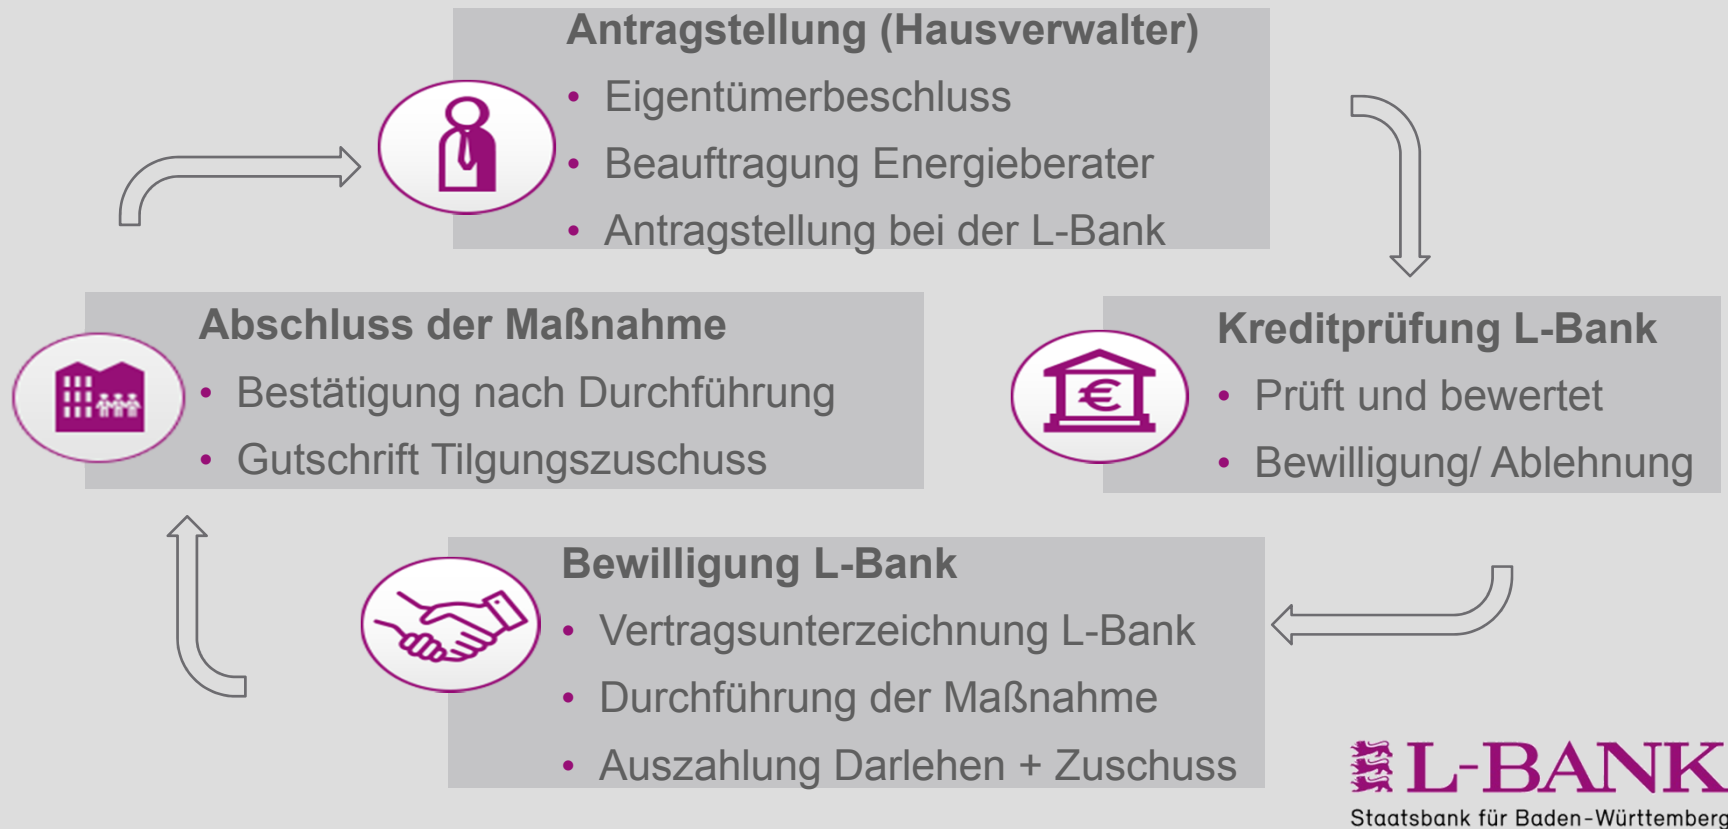 Antragstellung (Hausverwalter)
• Eigentümerbeschluss
• Beauftragung Energieberater
• Antragstellung bei der L-Bank
Kreditprüfung L-Bank
• Prüft und bewertet
• Bewilligung/ Ablehnung
Bewilligung L-Bank
• Vertragsunterzeichnung L-Bank
• Durchführung der Maßnahme
• Auszahlung Darlehen + Zuschuss
Abschluss der Maßnahme
• Bestätigung nach Durchführung
• Gutschrift Tilgungszuschuss
€
L-BANK
Staatsbank für Baden-Württemberg